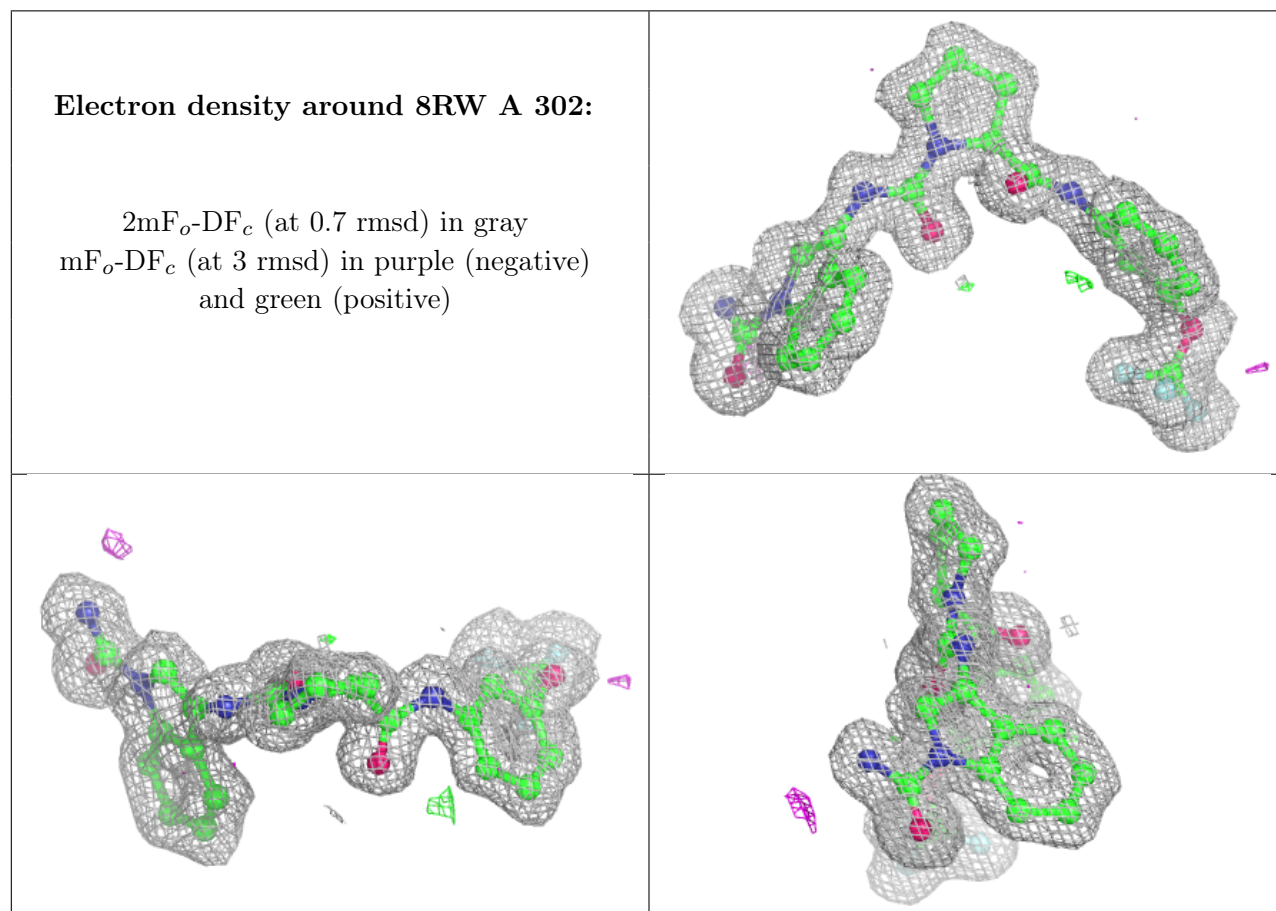 Electron density around 8RW A 302:
2mFo-DFc (at 0.7 rmsd) in gray
mFo-DFc (at 3 rmsd) in purple (negative)
and green (positive)